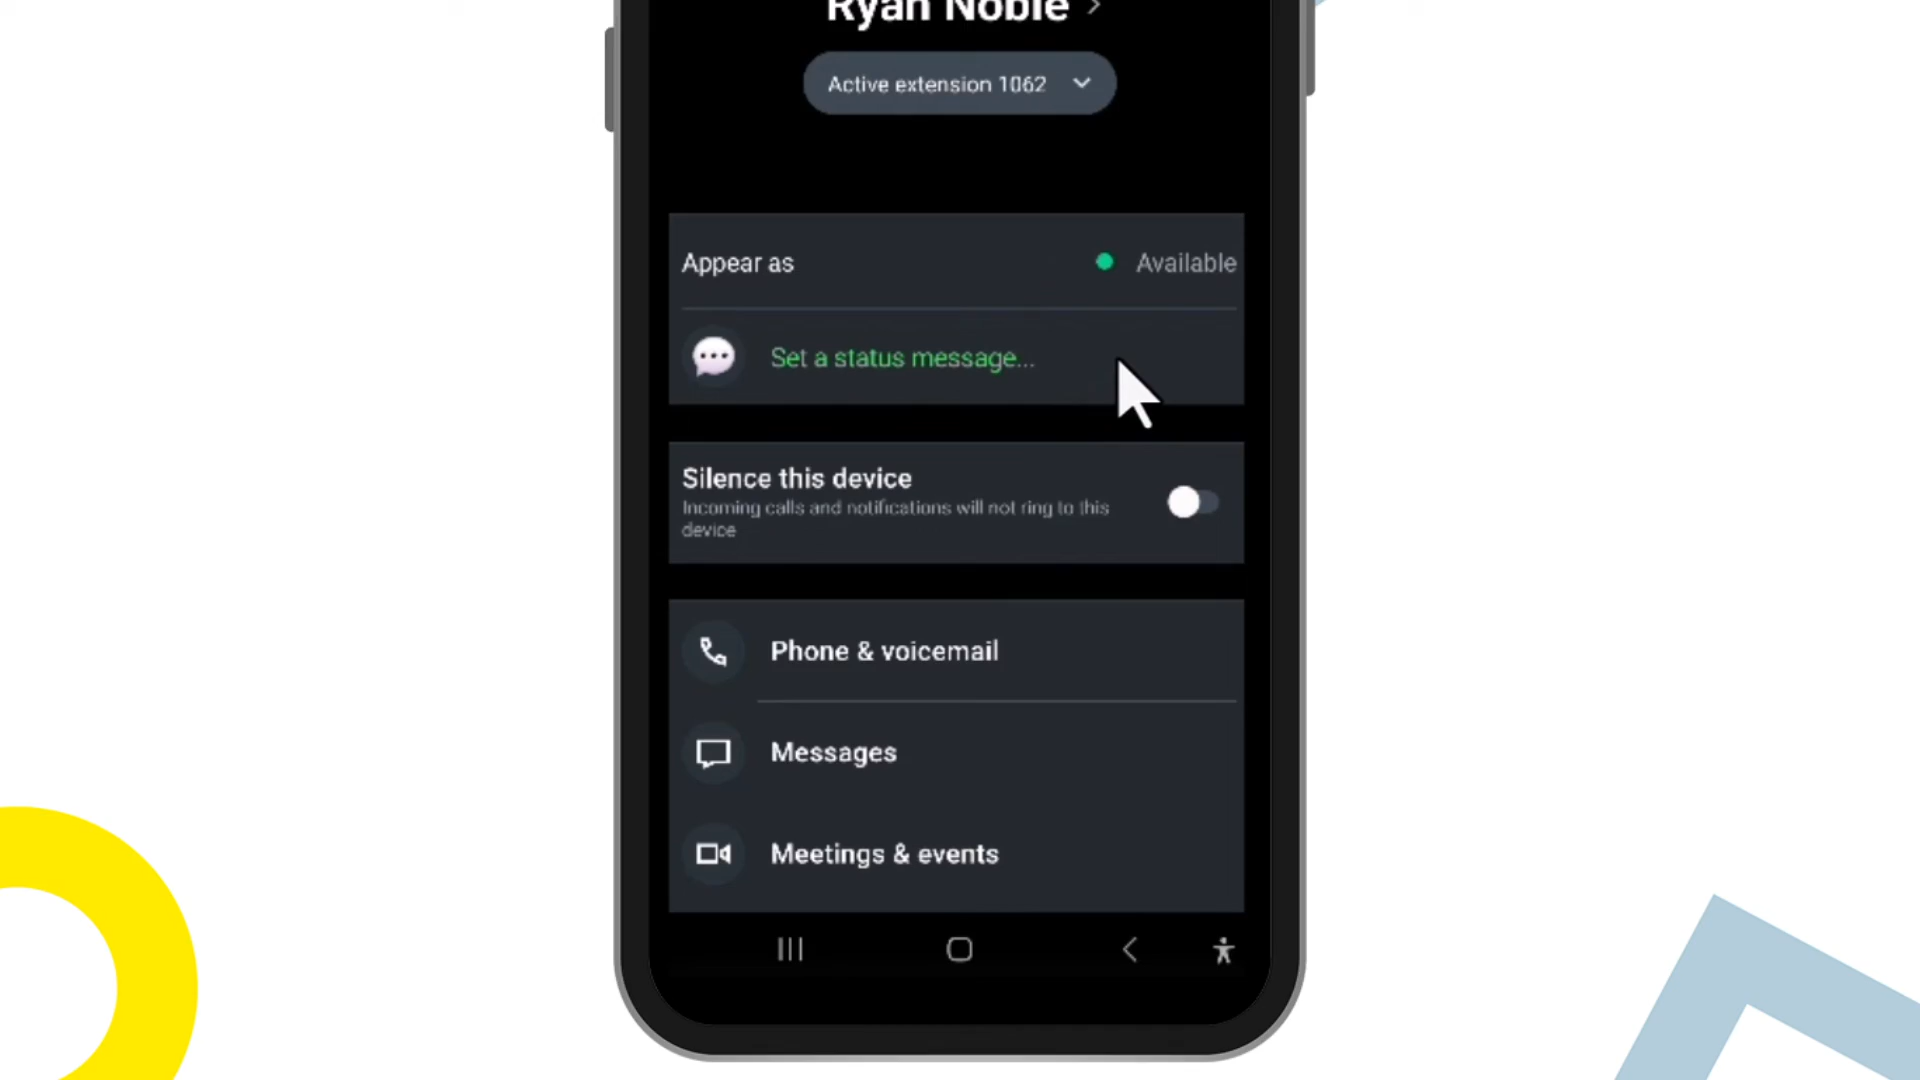 Ryan Noble
Active extension 1062
Appear as
Available
Set a status message...
Silence this device
Incoming calls and notifications will not ring to this
device
Phone & voicemail
Messages
Meetings & events